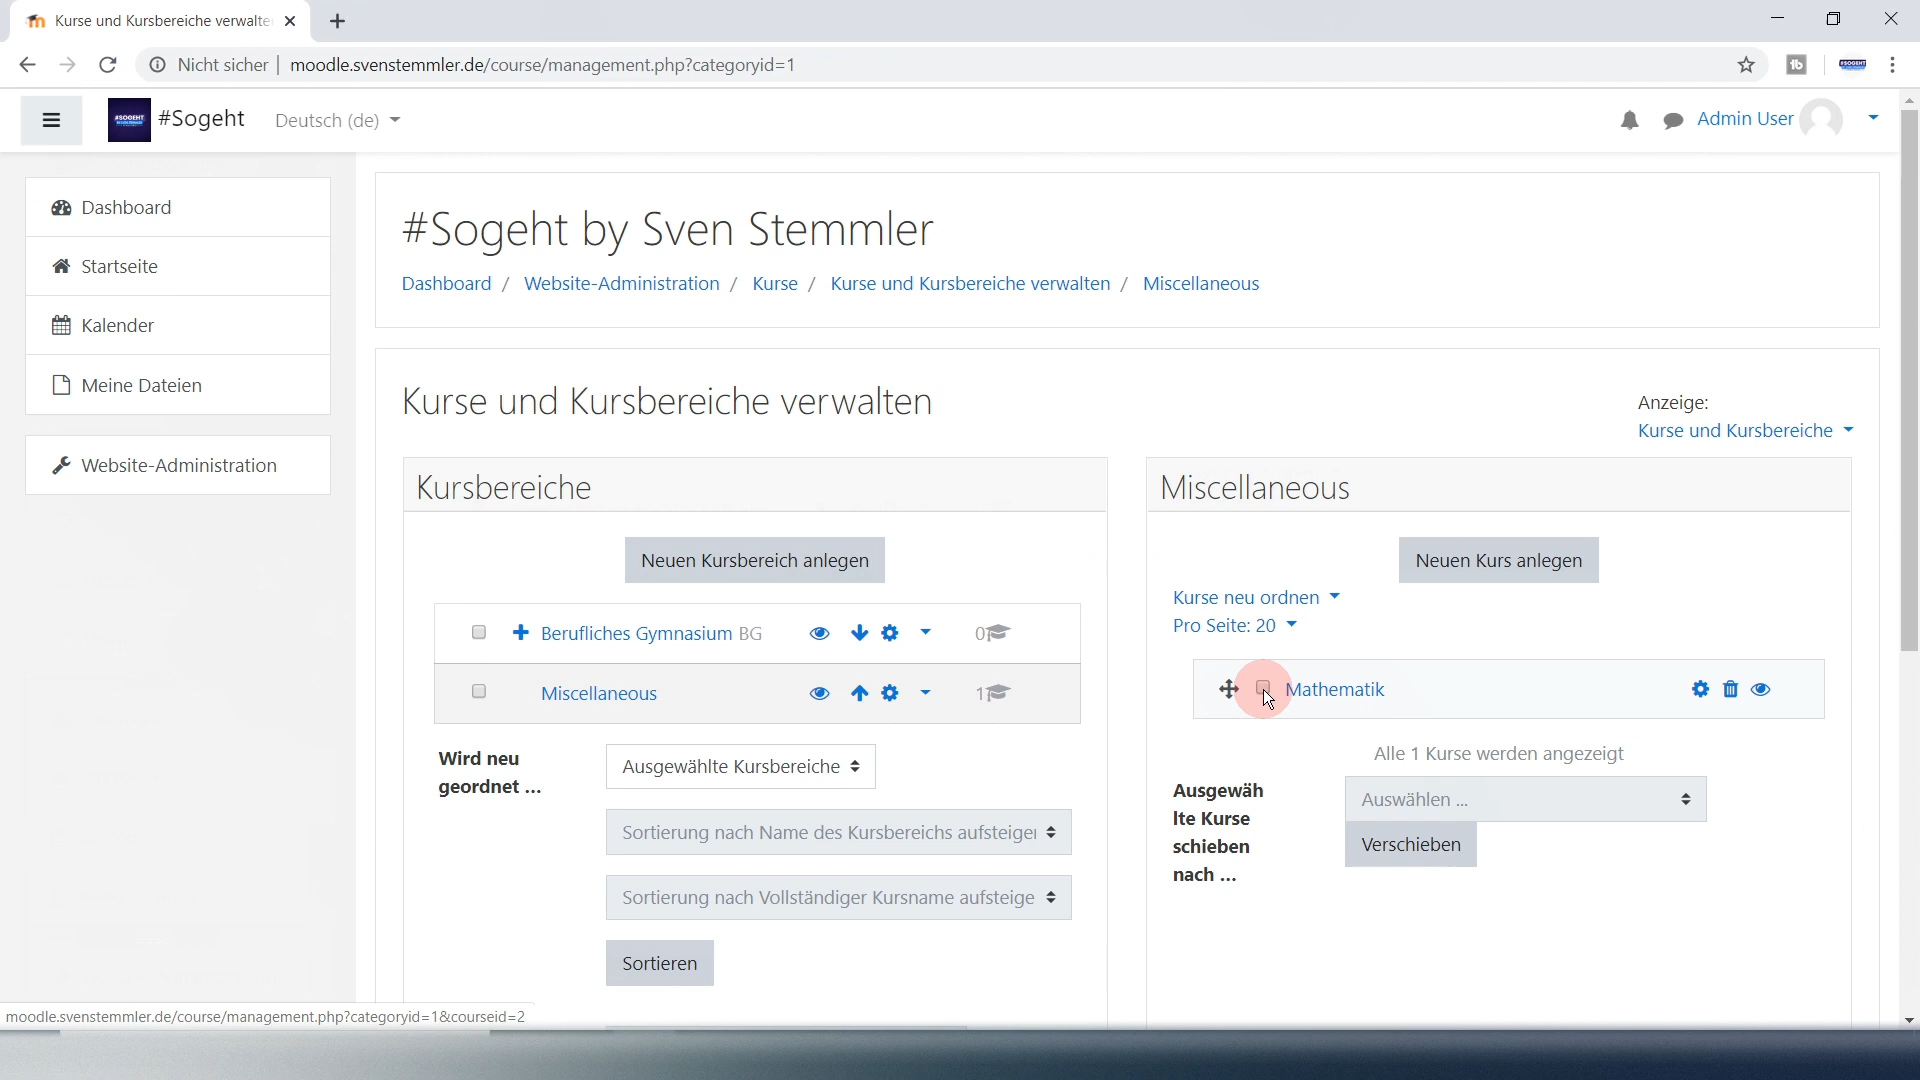 Kurse und Kursbereiche verwalte
Nicht sicher
moodle.svenstemmler.de/course/management.php?categoryid=1
#SOGEHT
#Sogeht
Deutsch (de)
Admin User
Dashboard
Startseite
Kalender
Meine Dateien
Website-Administration
#Sogeht by Sven Stemmler
Dashboard / Website-Administration / Kurse / Kurse und Kursbereiche verwalten / Miscellaneous
Kurse und Kursbereiche verwalten
Anzeige:
Kurse und Kursbereiche
Kursbereiche
Neuen Kursbereich anlegen
Berufliches Gymnasium BG
0
Miscellaneous
1
Wird neu
geordnet ...
Ausgewählte Kursbereiche
Sortierung nach Name des Kursbereichs aufsteige
Sortierung nach Vollständiger Kursname aufsteige
Sortieren
Miscellaneous
Neuen Kurs anlegen
Kurse neu ordnen
Pro Seite: 20
Mathematik
Alle 1 Kurse werden angezeigt
Ausgewäh
lte Kurse
schieben
nach ...
Auswählen ...
Verschieben
moodle.svenstemmler.de/course/management.php?categoryid=1&courseid=2